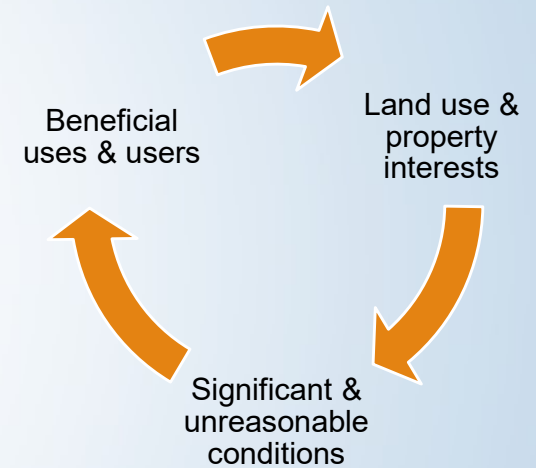 Beneficial
uses & users
Land use &
property
interests
Significant &
unreasonable
conditions